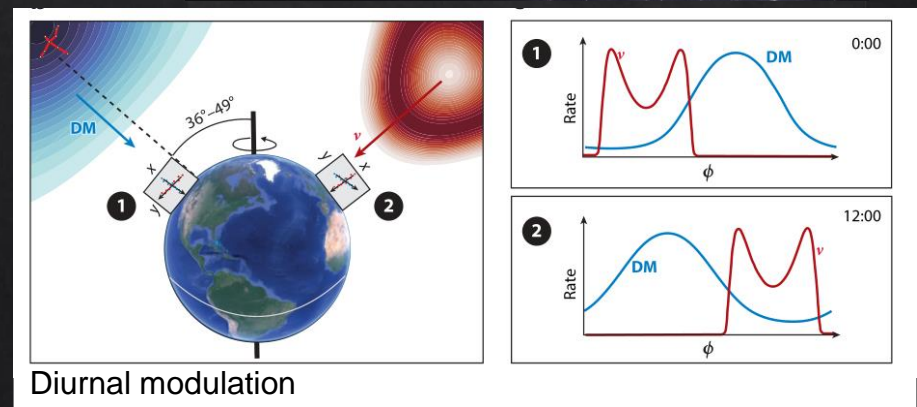 DM
36°–49°
ν
x
y
1
y
x
2
1
0:00
ν
DM
Rate
ϕ
2
12:00
DM
ν
Rate
ϕ
Diurnal modulation